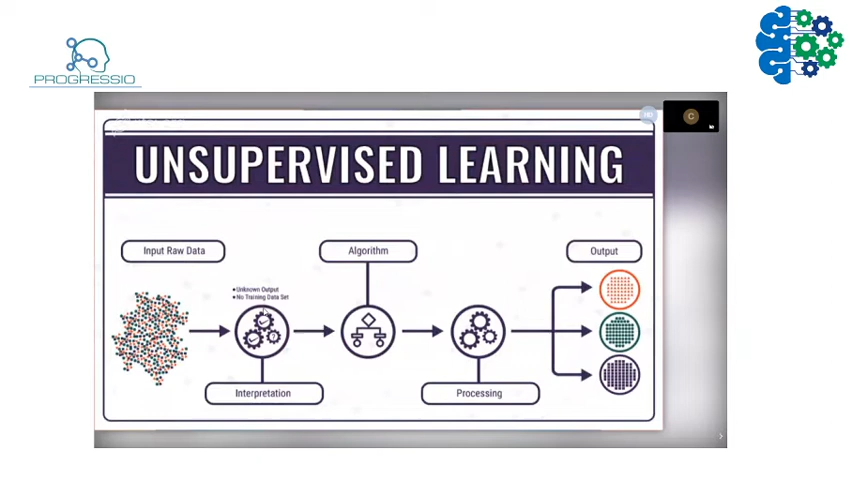 PROGRESSIO
C
UNSUPERVISED LEARNING
Input Raw Data
Algorithm
Output
• Unknown Output
• No Training Data Set
Interpretation
Processing